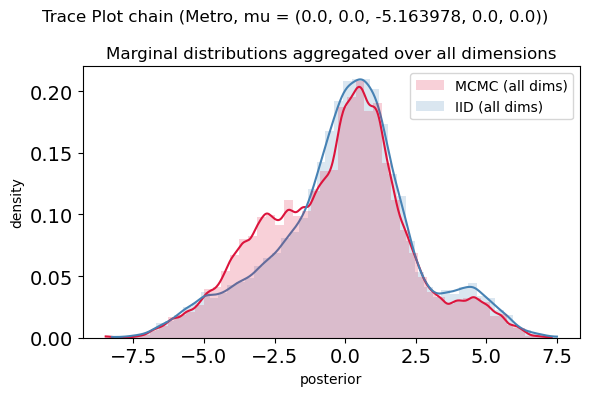 Trace Plot chain (Metro, mu = (0.0, 0.0, -5.163978, 0.0, 0.0))
Marginal distributions aggregated over all dimensions
MCMC (all dims)
IID (all dims)
density
0.20
0.15
0.10
0.05
0.00
−7.5 −5.0 −2.5 0.0 2.5 5.0 7.5
posterior